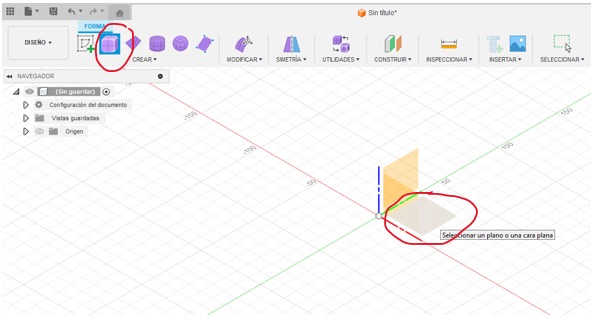 Sin título*
FORMA
DISEÑO
CREAR
MODIFICAR
SIMETRÍA
UTILIDADES
CONSTRUIR
INSPECCIONAR
INSERTAR
SELECCIONAR
NAVEGADOR
(Sin guardar)
Configuración del documento
Vistas guardadas
Origen
-150
-100
-50
50
100
150
Seleccionar un plano o una cara plana